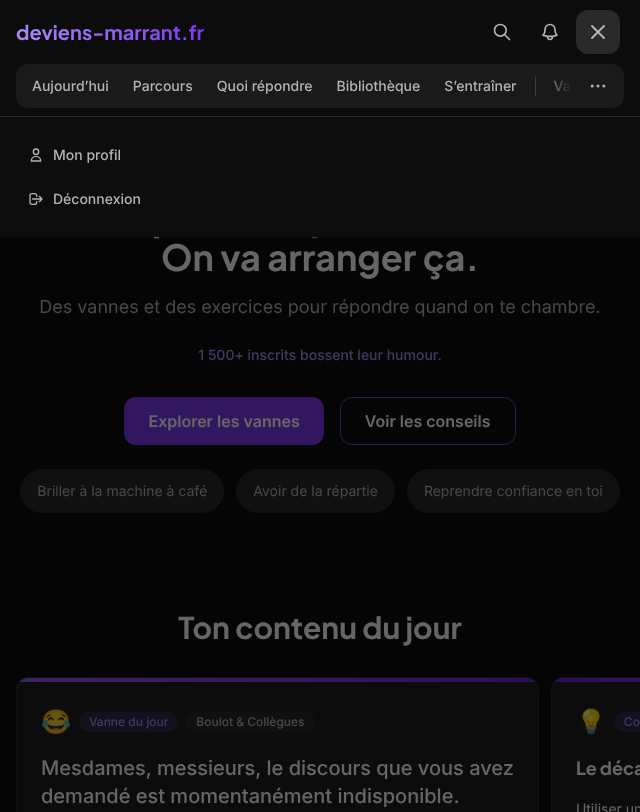 deviens-marrant.fr
Aujourd’hui Parcours Quoi répondre Bibliothèque S’entraîner
Mon profil
Déconnexion
On va arranger ça.
Des vannes et des exercices pour répondre quand on te chambre.
1 500+ inscrits bossent leur humour.
Explorer les vannes Voir les conseils
Briller à la machine à café Avoir de la répartie Reprendre confiance en toi
Ton contenu du jour
Vanne du jour Boulot & Collègues
Mesdames, messieurs, le discours que vous avez
demandé est momentanément indisponible.
Utiliser